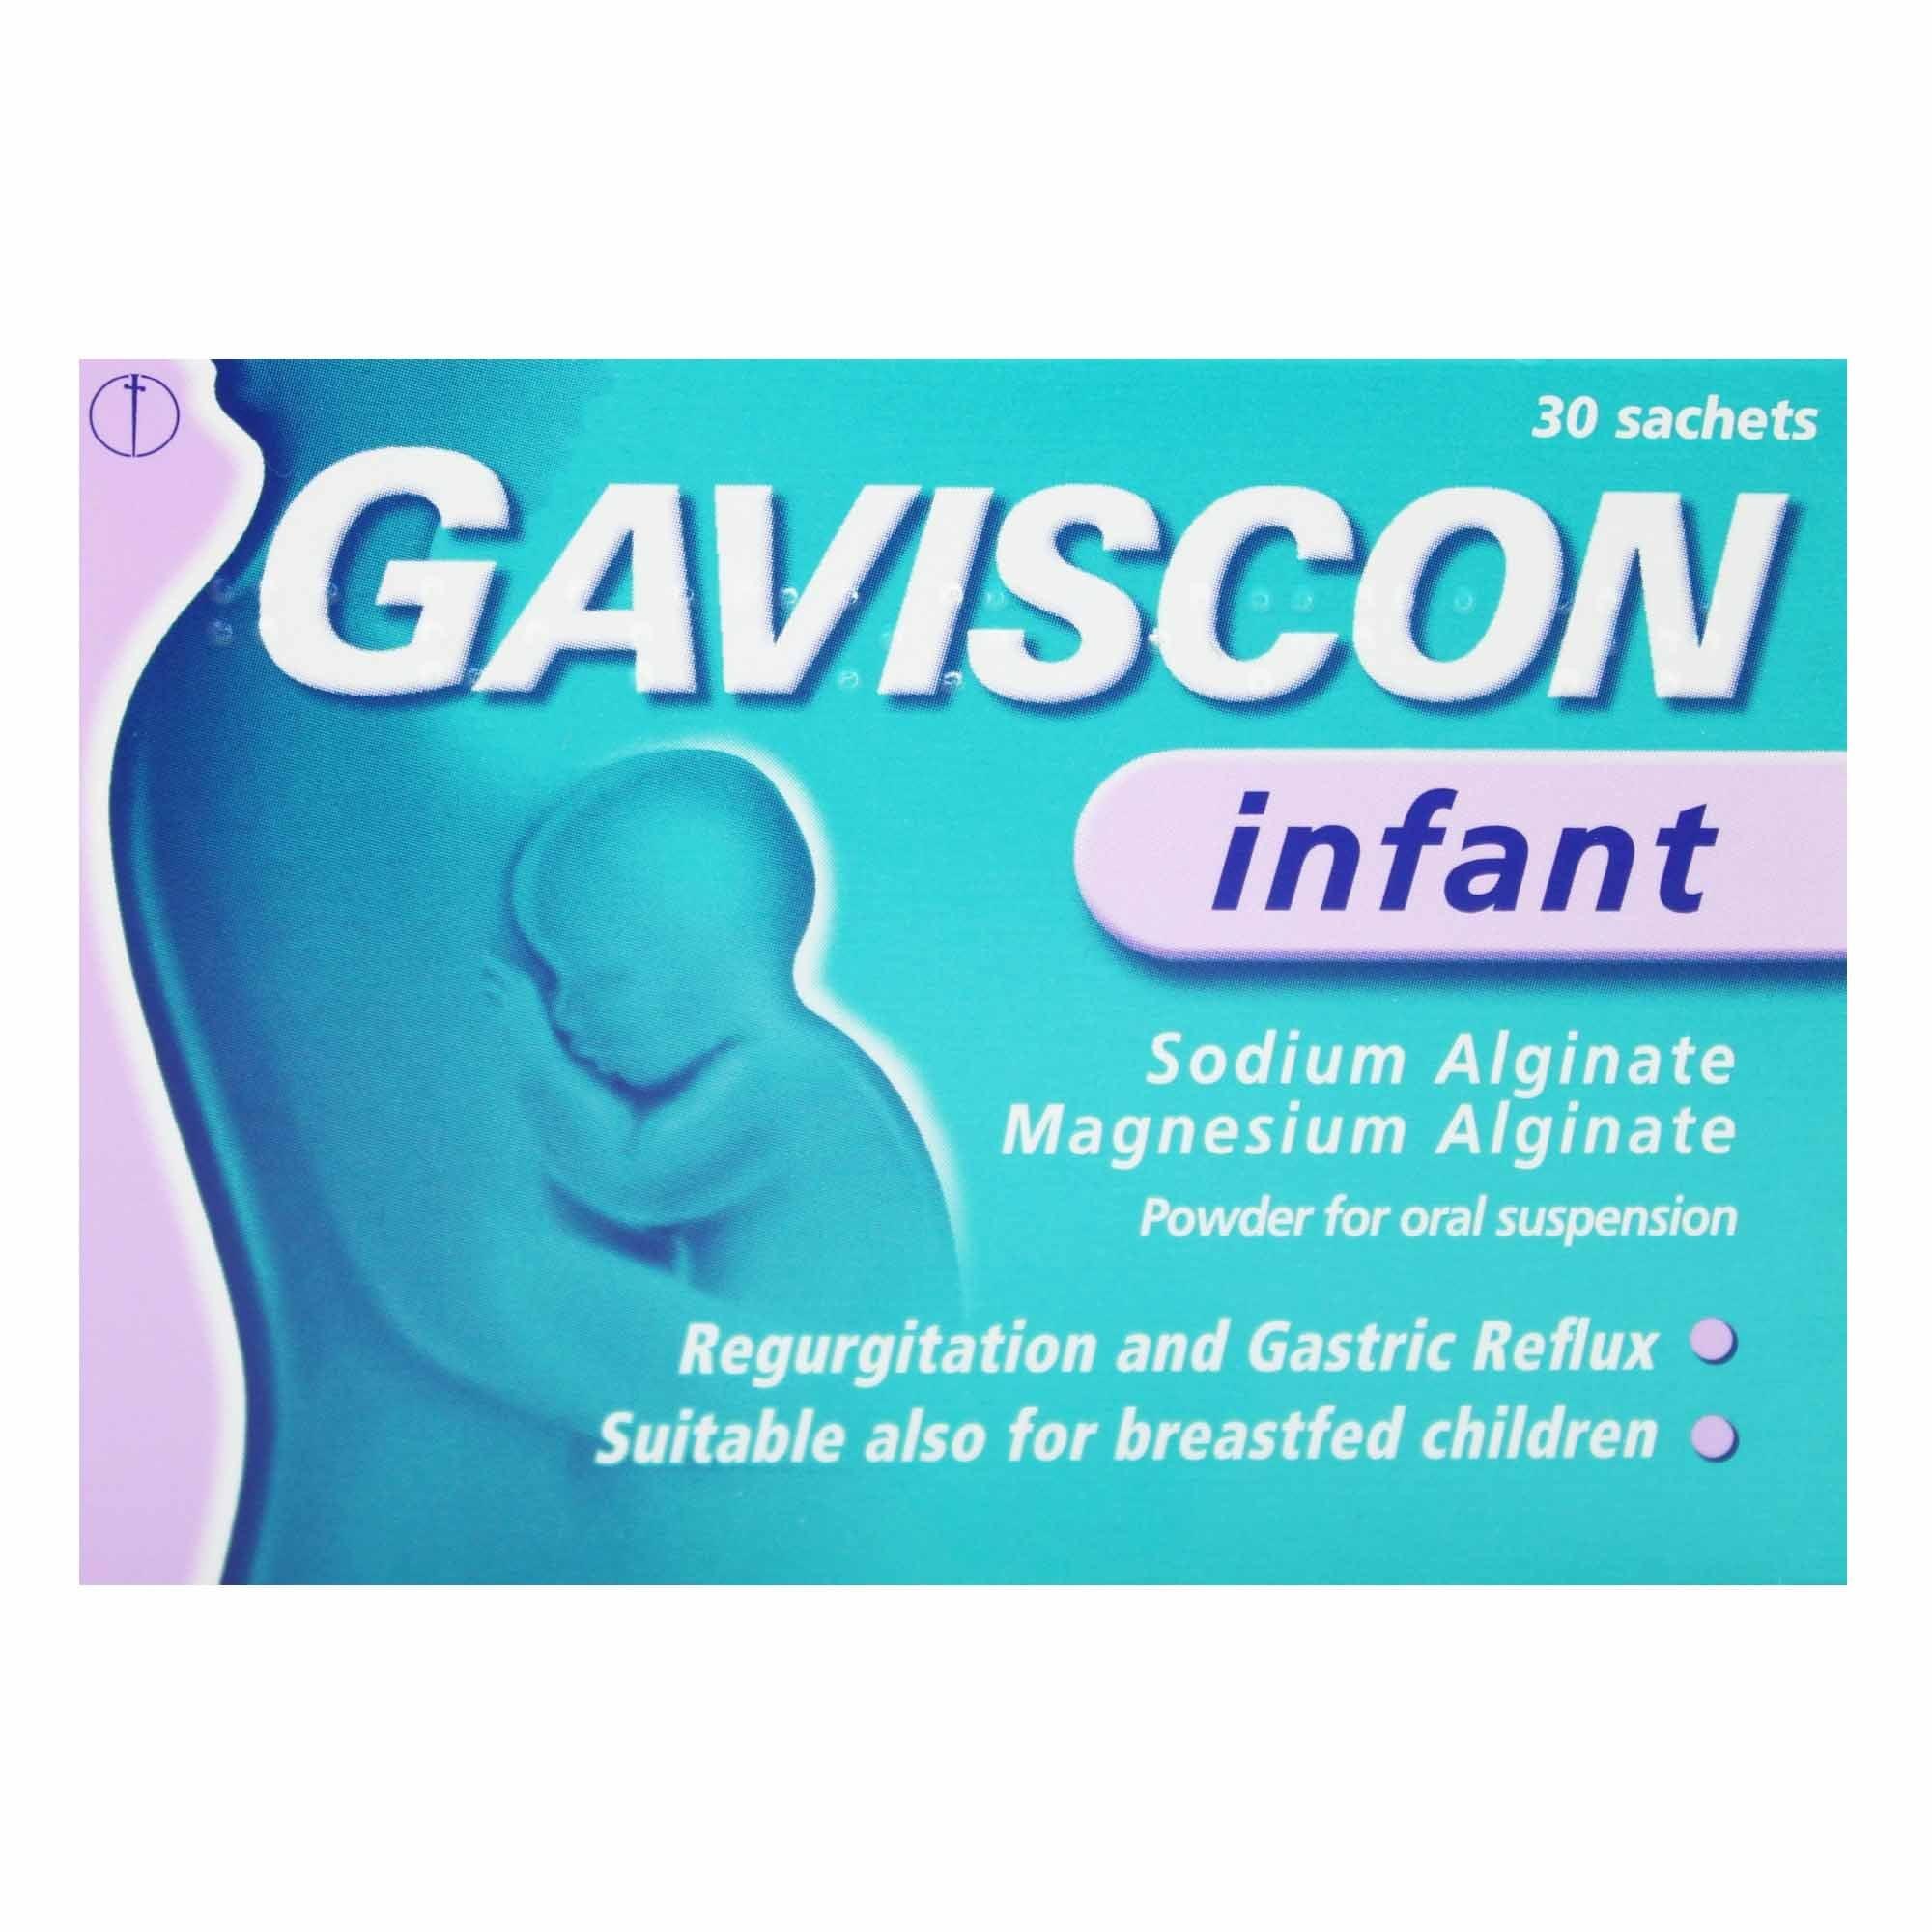 30 sachets
GAVISCON
infant
Sodium Alginate
Magnesium Alginate
Powder for oral suspension
Regurgitation and Gastric Reflux
Suitable also for breastfed children